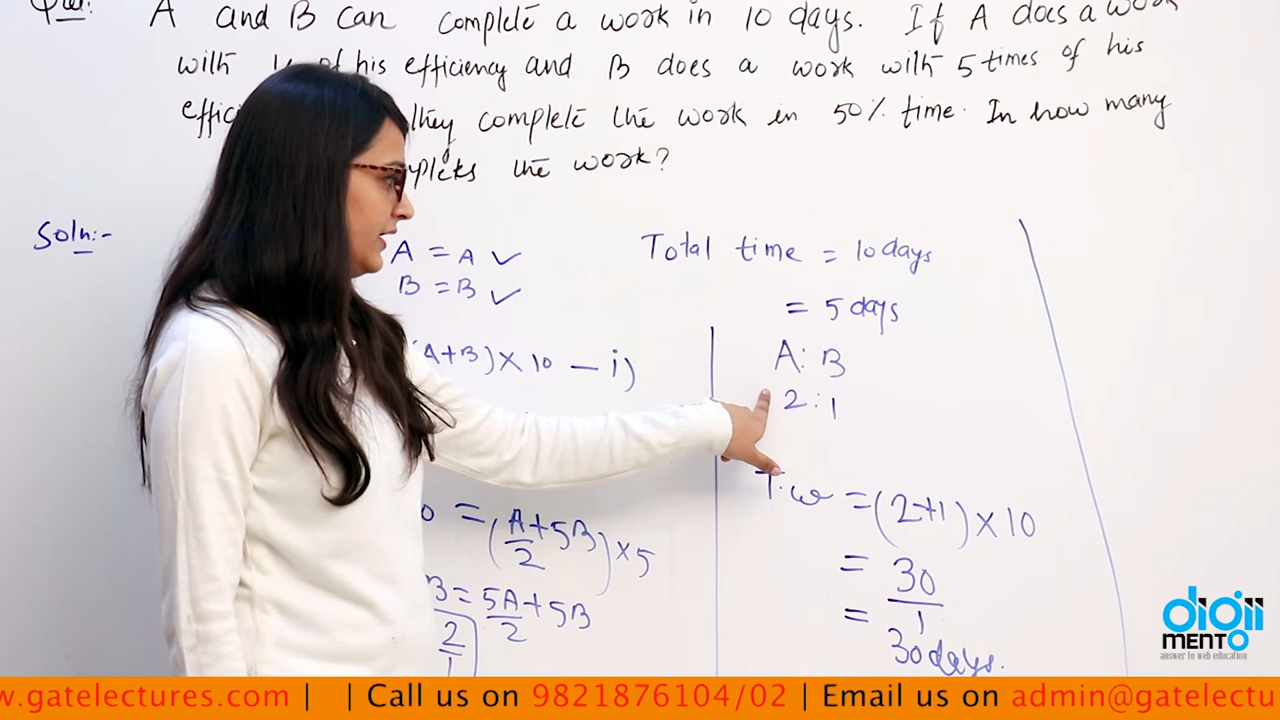 Que:
A and B can complete a work in 10 days. If A does a work
with of his efficiency and B does a work with 5 times of his
effici they complete the work in 50% time. In how many
pletes the work?
Soln:-
A = A ✓
B = B ✓
(A+B) × 10 — i)
0 = (A/2 + 5B) × 5
B = 5A/2 + 5B
2/1
Total time = 10 days
= 5 days
A : B
2 : 1
T.w = (2+1) × 10
= 30/1
= 30 days.
digiimento
answer to web education
w.gatelectures.com | | Call us on 9821876104/02 | Email us on admin@gatelectu